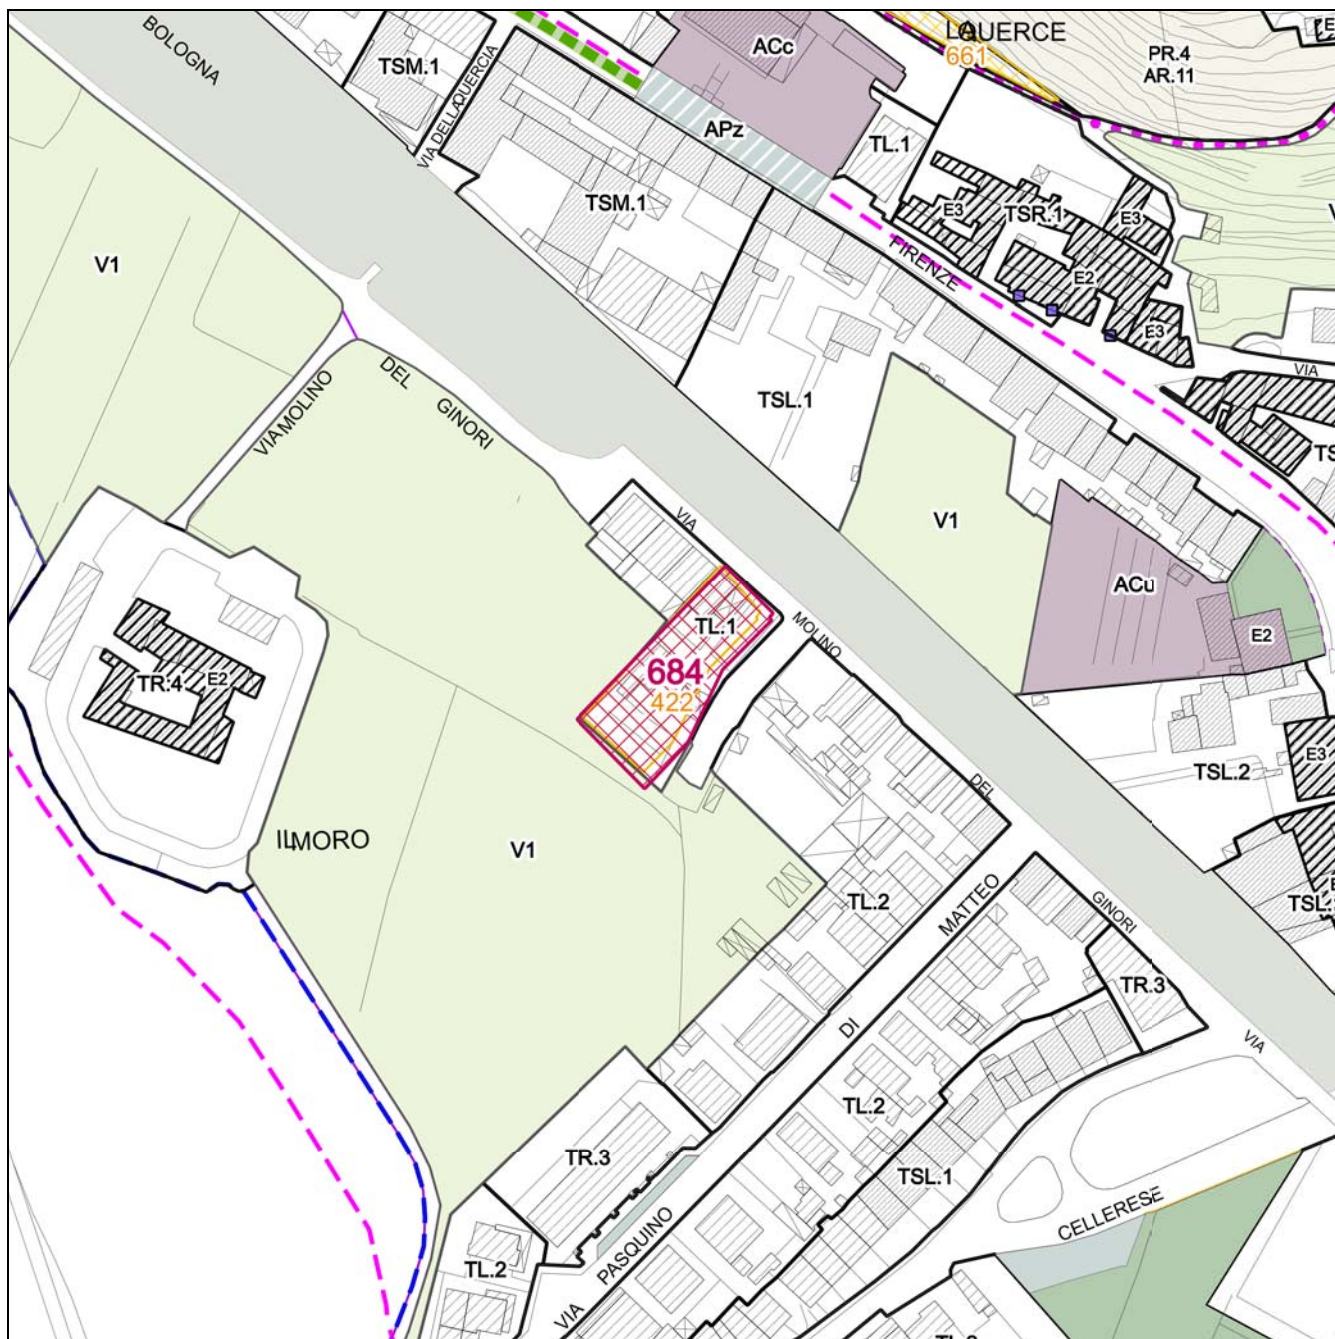 BOLOGNA
TSM.1
VIA DELLA QUERCIA
ACc
LA QUERCE
661
PR.4
AR.11
APz
TL.1
TSM.1
E3
TSR.1
E3
V1
FIRENZE
E2
E3
VIA
DEL
GINORI
VIA MOLINO
TSL.1
V1
VIA
ACu
TL.1
MOLINO
E2
684
422
TR.4
E2
E3
TSL.2
DEL
IL MORO
V1
TL.2
MATTEO
GINORI
TR.3
DI
VIA
TL.2
TR.3
TSL.1
CELLERESE
PASQUINO
TL.2
VIA